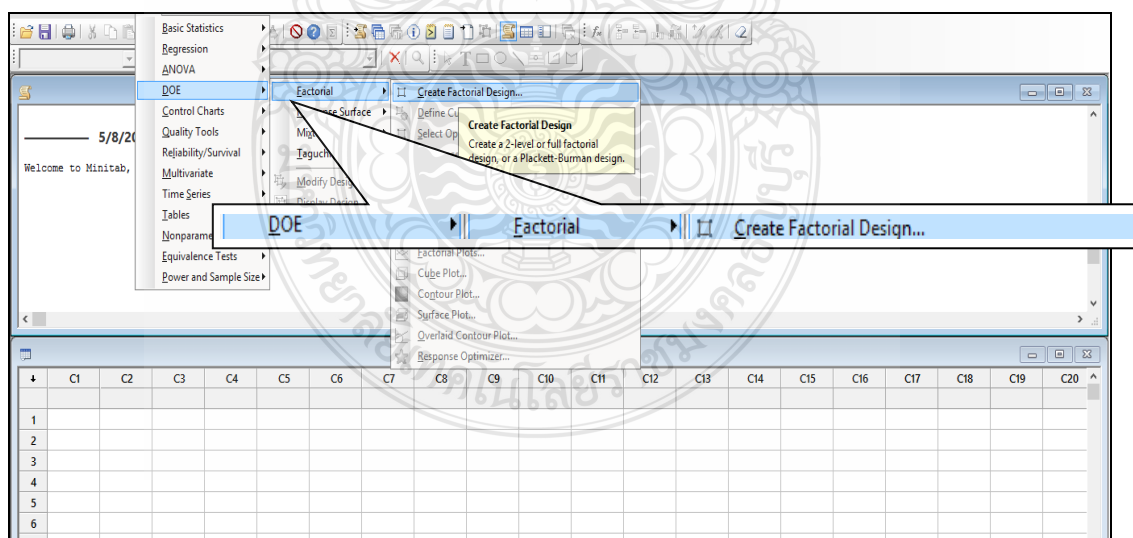 Basic Statistics
Regression
ANOVA
DOE
Control Charts
Quality Tools
Reliability/Survival
Multivariate
Time Series
Tables
Equivalence Tests
Power and Sample Size
Factorial
Create Factorial Design...
Create Factorial Design
Create a 2-level or full factorial
design, or a Plackett-Burman design.
5/8/20
Welcome to Minitab,
DOE Factorial Create Factorial Design...
Factorial Plots...
Cube Plot...
Contour Plot...
Surface Plot...
Overlaid Contour Plot...
Response Optimizer...
C1 C2 C3 C4 C5 C6 C7 C8 C9 C10 C11 C12 C13 C14 C15 C16 C17 C18 C19 C20
1
2
3
4
5
6